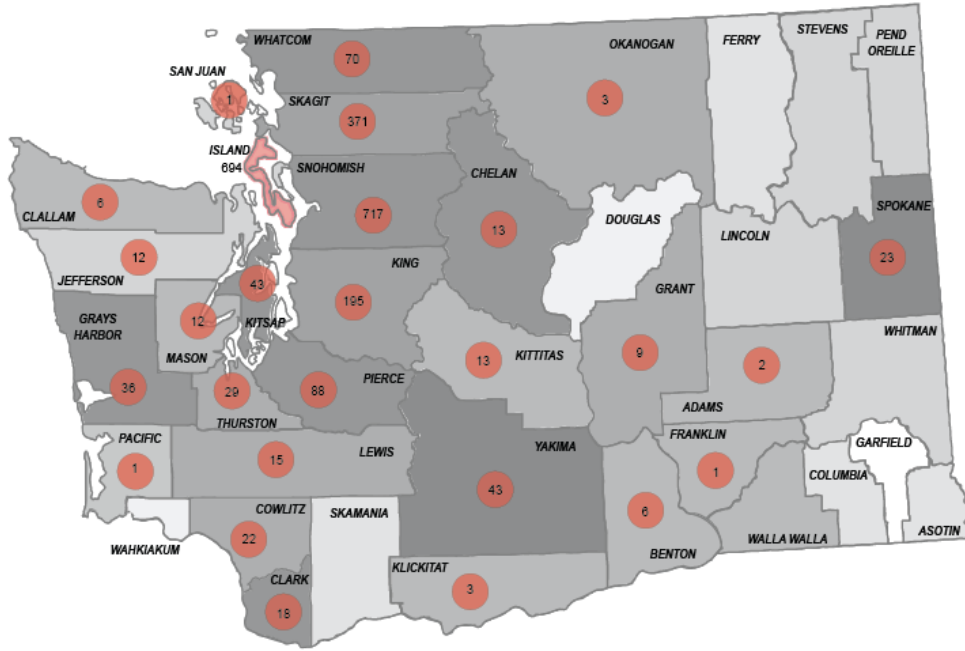 WHATCOM
70
OKANOGAN
3
FERRY
STEVENS
PEND
OREILLE
SAN JUAN
1
SKAGIT
371
ISLAND
694
SNOHOMISH
717
CHELAN
13
DOUGLAS
SPOKANE
23
CLALLAM
6
LINCOLN
JEFFERSON
12
KING
195
GRANT
9
KITSAP
43
GRAYS
HARBOR
36
MASON
12
WHITMAN
KITTITAS
13
ADAMS
2
PIERCE
88
THURSTON
29
PACIFIC
1
LEWIS
15
YAKIMA
43
FRANKLIN
1
GARFIELD
COLUMBIA
COWLITZ
22
SKAMANIA
BENTON
6
WALLA WALLA
ASOTIN
WAHKIAKUM
CLARK
18
KLICKITAT
3